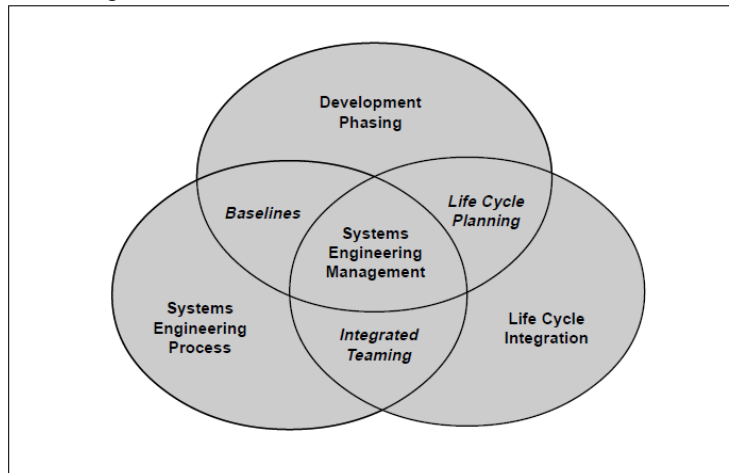 Development
Phasing
Baselines
Life Cycle
Planning
Systems
Engineering
Management
Systems
Engineering
Process
Integrated
Teaming
Life Cycle
Integration